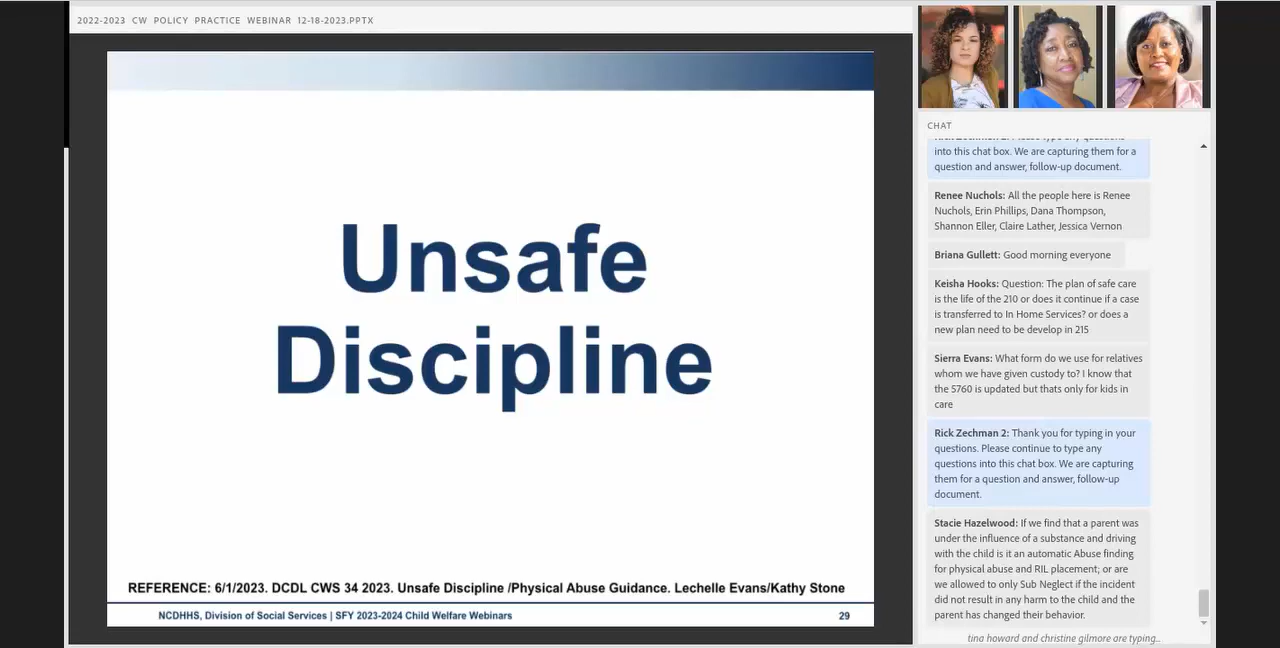 2022-2023 CW POLICY PRACTICE WEBINAR 12-18-2023.PPTX
Unsafe
Discipline
REFERENCE: 6/1/2023. DCDL CWS 34 2023. Unsafe Discipline /Physical Abuse Guidance. Lechelle Evans/Kathy Stone
NCDHHS, Division of Social Services | SFY 2023-2024 Child Welfare Webinars
29
CHAT
into this chat box. We are capturing them for a
question and answer, follow-up document.
Renee Nuchols: All the people here is Renee
Nuchols, Erin Phillips, Dana Thompson,
Shannon Eller, Claire Lather, Jessica Vernon
Briana Gullett: Good morning everyone
Keisha Hooks: Question: The plan of safe care
is the life of the 210 or does it continue if a case
is transferred to In Home Services? or does a
new plan need to be develop in 215
Sierra Evans: What form do we use for relatives
whom we have given custody to? I know that
the 5760 is updated but thats only for kids in
care
Rick Zechman 2: Thank you for typing in your
questions. Please continue to type any
questions into this chat box. We are capturing
them for a question and answer, follow-up
document.
Stacie Hazelwood: If we find that a parent was
under the influence of a substance and driving
with the child is it an automatic Abuse finding
for physical abuse and RIL placement; or are
we allowed to only Sub Neglect if the incident
did not result in any harm to the child and the
parent has changed their behavior.
tina howard and christine gilmore are typing..